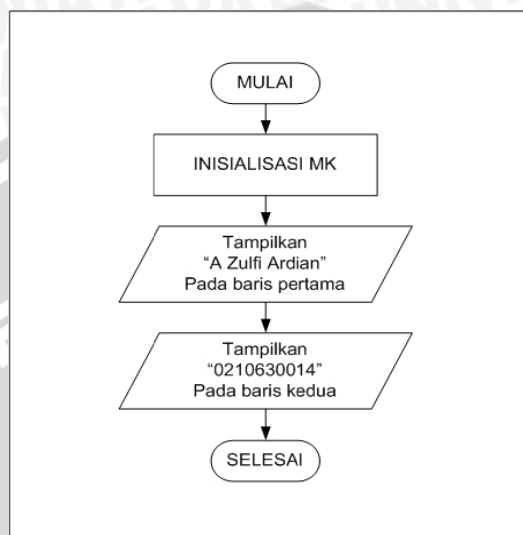 MULAI
INISIALISASI MK
Tampilkan
“A Zulfi Ardian”
Pada baris pertama
Tampilkan
“0210630014”
Pada baris kedua
SELESAI